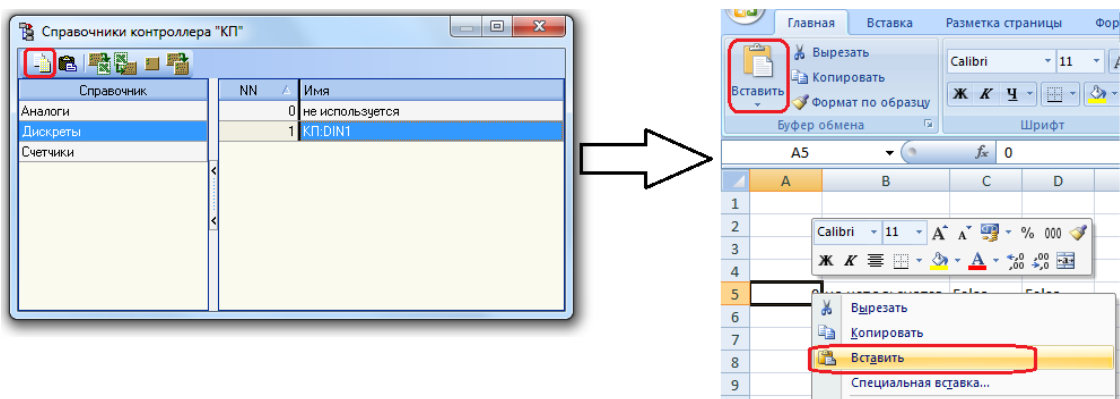 Справочники контроллера "КП"
Справочник
NN
Имя
Аналоги
0
не используется
Дискреты
1
КП:DIN1
Счетчики
Главная
Вставка
Разметка страницы
Вставить
Вырезать
Копировать
Формат по образцу
Calibri
11
Ж К Ч
Буфер обмена
Шрифт
A5
fx 0
A B C D
1
2
3
4
5
6
7
8
9
Calibri 11 A A % 000
Ж К A ,00 ,0
Вырезать
Копировать
Вставить
Специальная вставка...